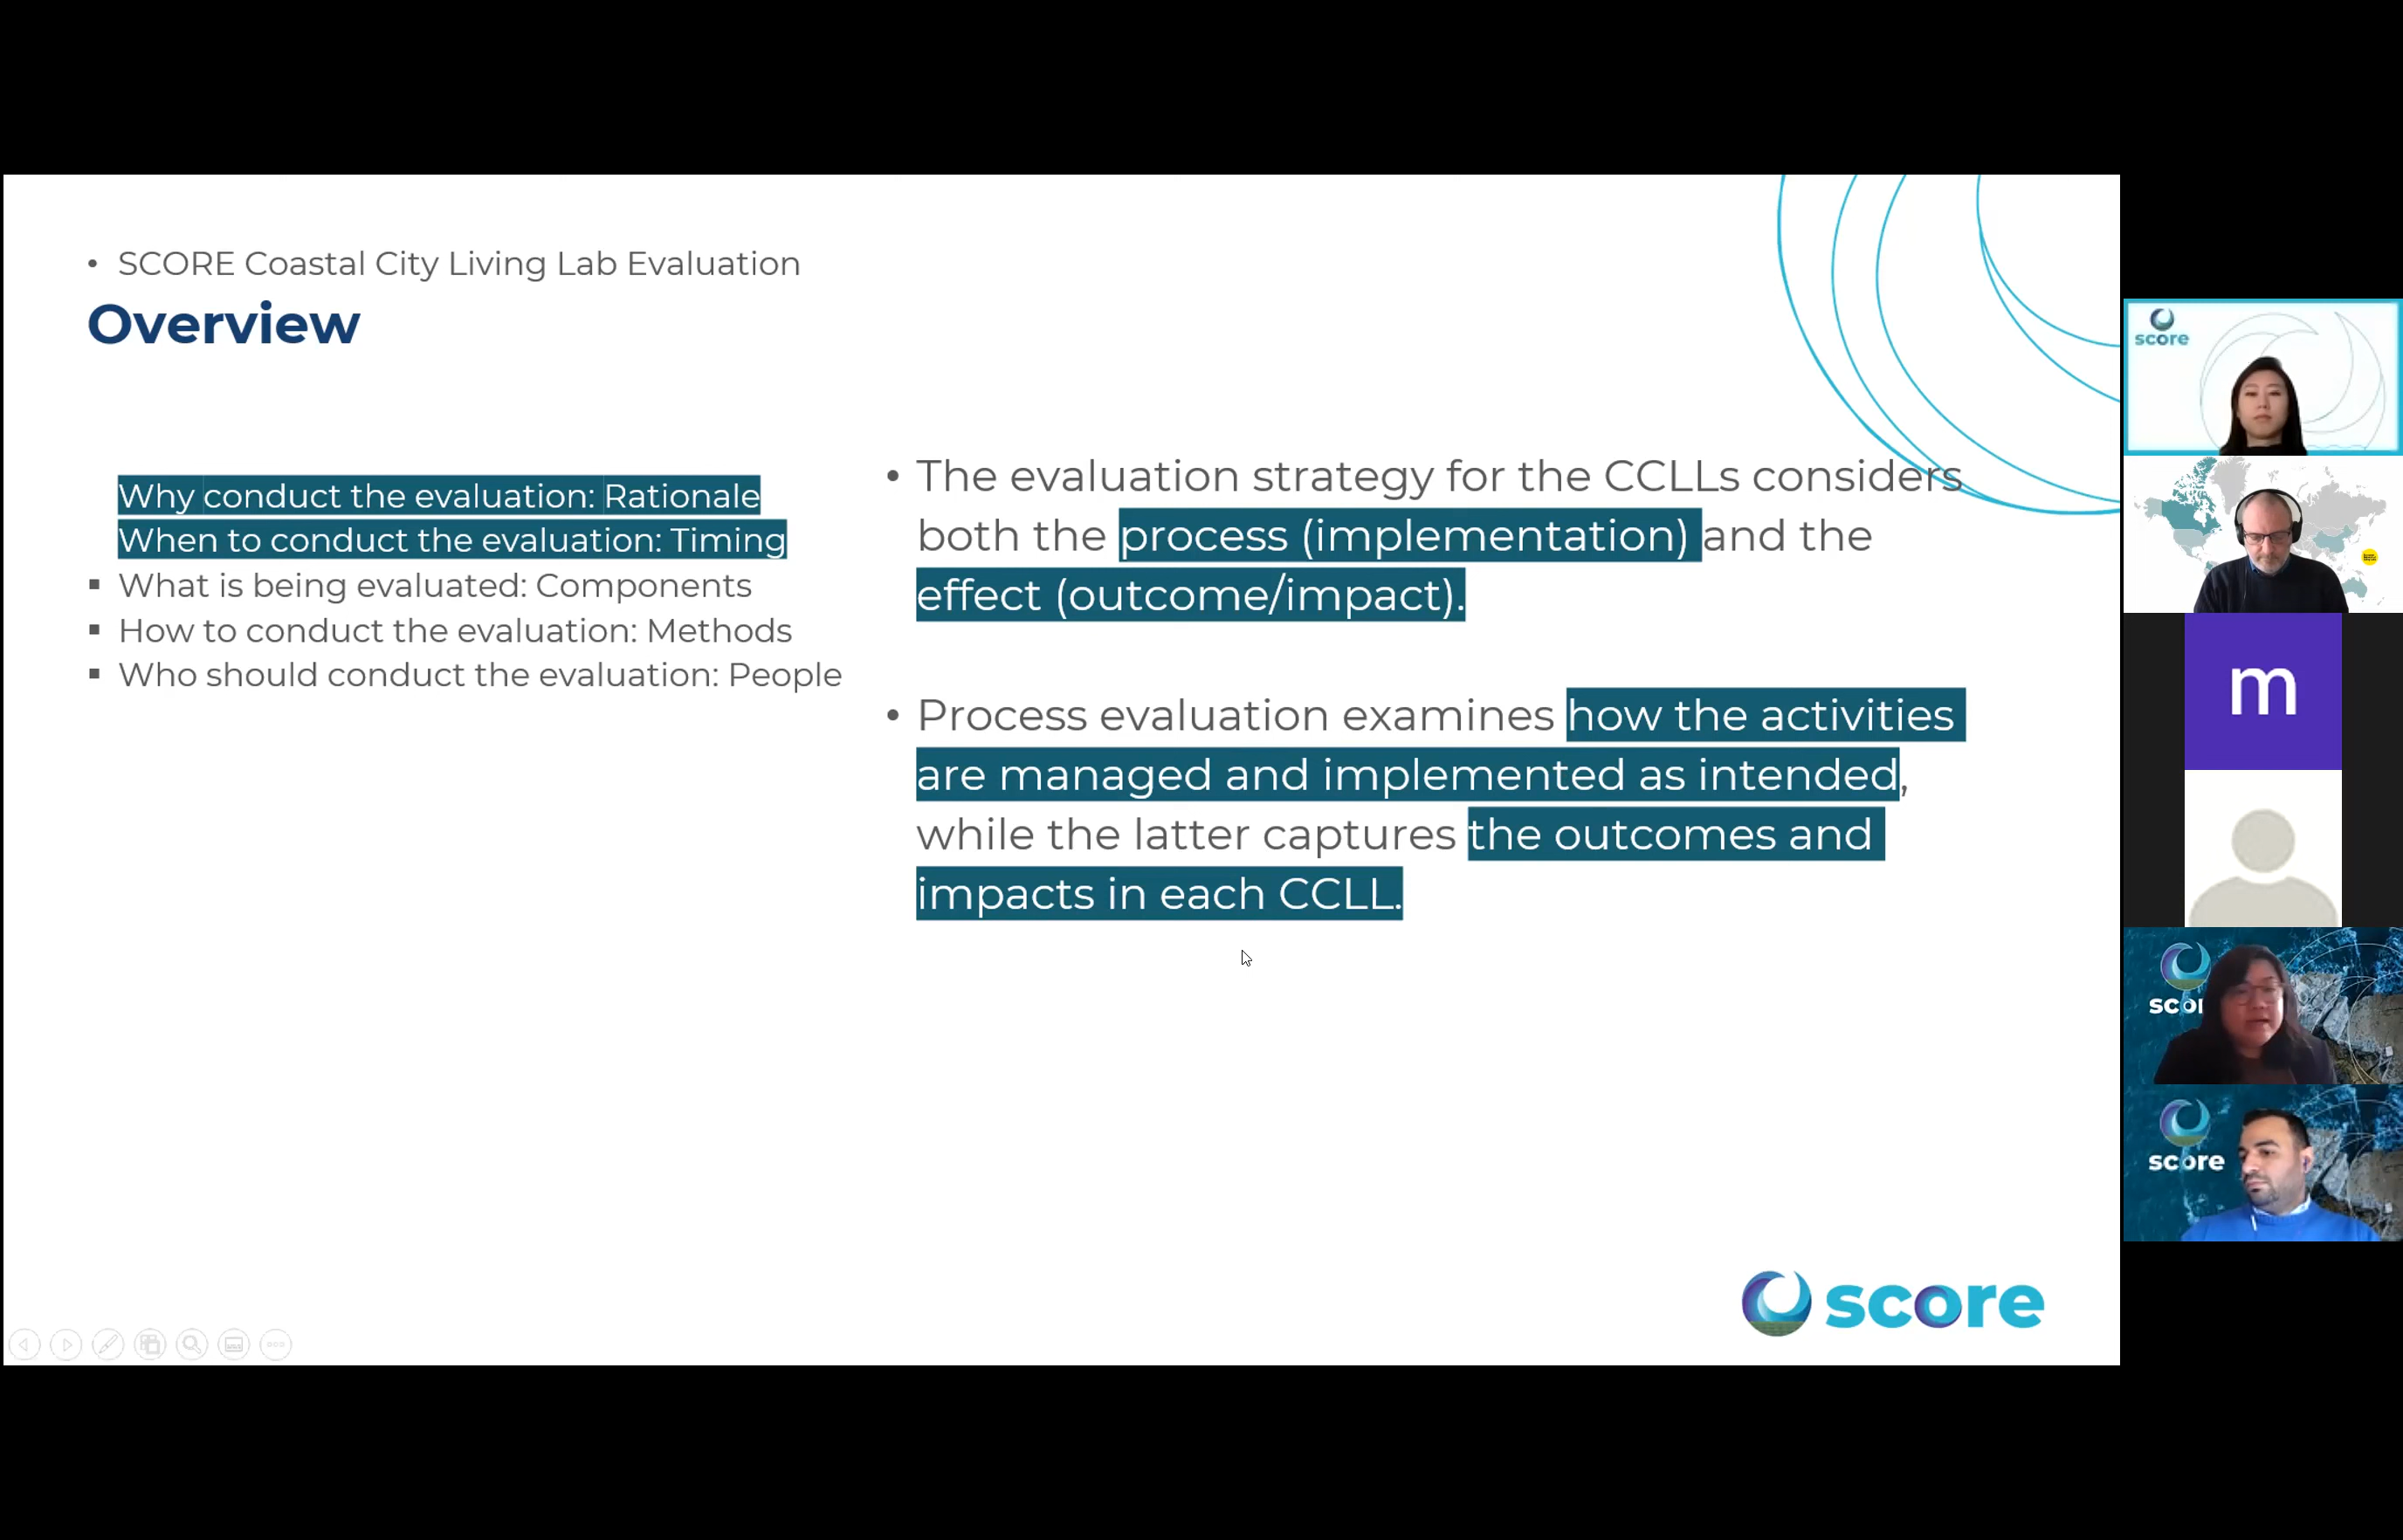 SCORE Coastal City Living Lab Evaluation
Overview
Why conduct the evaluation: Rationale
When to conduct the evaluation: Timing
What is being evaluated: Components
How to conduct the evaluation: Methods
Who should conduct the evaluation: People
The evaluation strategy for the CCLLs considers
both the process (implementation) and the
effect (outcome/impact).
Process evaluation examines how the activities
are managed and implemented as intended,
while the latter captures the outcomes and
impacts in each CCLL.
score
score
m
scor
score